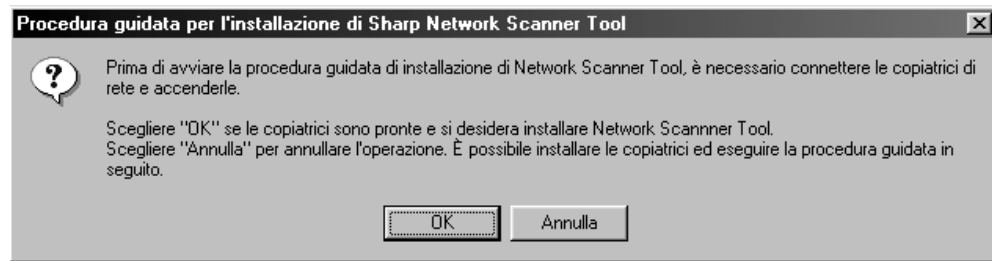 Procedura guidata per l'installazione di Sharp Network Scanner Tool
Prima di avviare la procedura guidata di installazione di Network Scanner Tool, è necessario connettere le copiatrici di
rete e accenderle.
Scegliere "OK" se le copiatrici sono pronte e si desidera installare Network Scannner Tool.
Scegliere "Annulla" per annullare l'operazione. È possibile installare le copiatrici ed eseguire la procedura guidata in
seguito.
OK
Annulla